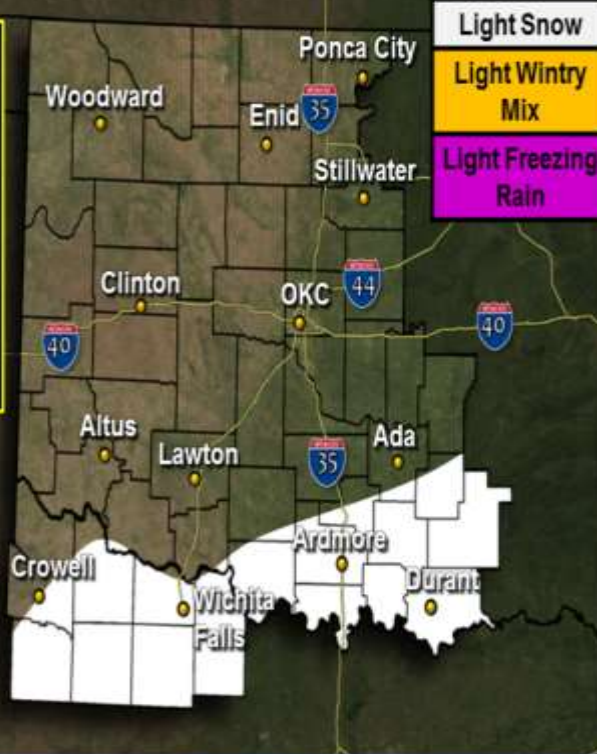 Light Snow
Light Wintry
Mix
Light Freezing
Rain
Ponca City
Woodward
Enid
35
Stillwater
Clinton
OKC
44
40
40
Altus
Lawton
35
Ada
Crowell
Ardmore
Durant
Wichita
Falls